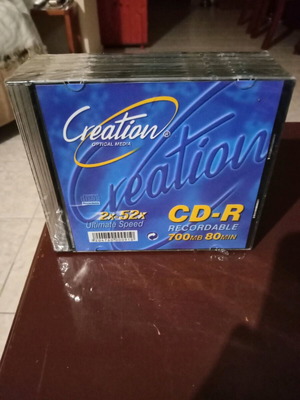 Creation®
OPTICAL MEDIA
Creation
2x-52x
Ultimate Speed
CD-R
RECORDABLE
700MB 80MIN